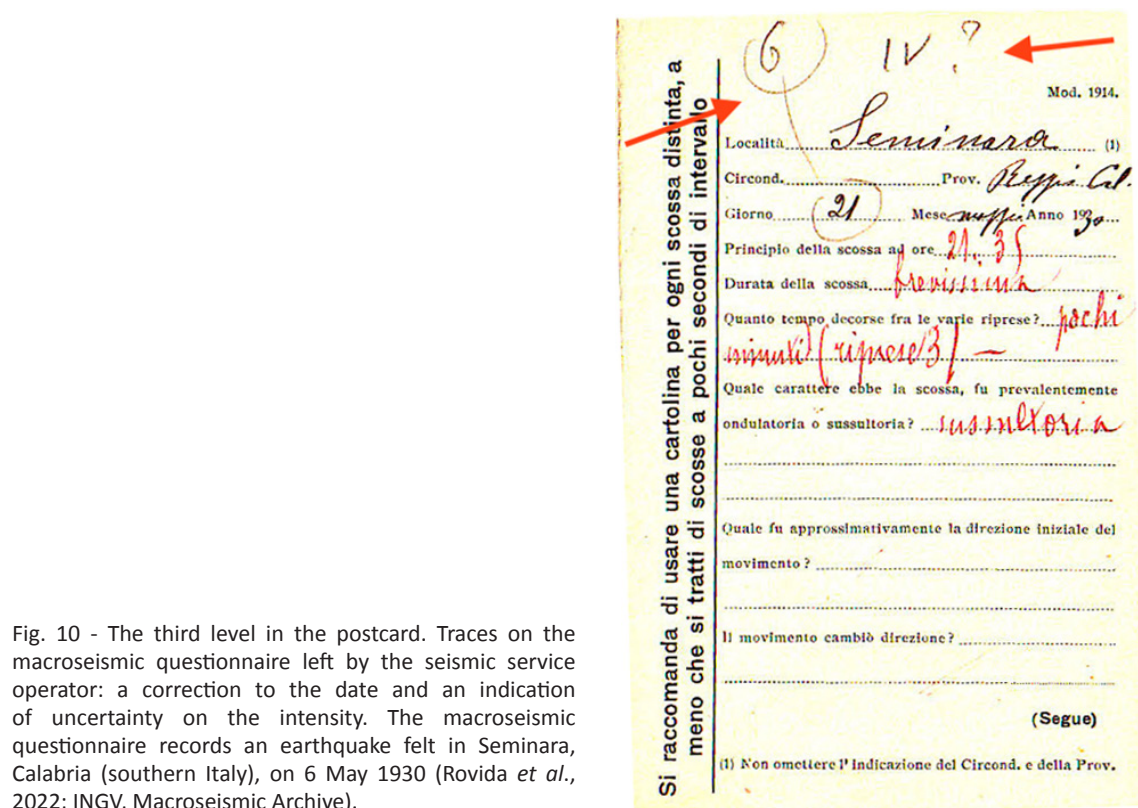 Fig. 10 - The third level in the postcard. Traces on the
macroseismic questionnaire left by the seismic service
operator: a correction to the date and an indication
of uncertainty on the intensity. The macroseismic
questionnaire records an earthquake felt in Seminara,
Calabria (southern Italy), on 6 May 1930 (Rovida et al.,
2022; INGV, Macroseismic Archive).
Si raccomanda di usare una cartolina per ogni scossa distinta, a
meno che si tratti di scosse a pochi secondi di intervallo
6 IV ?
Mod. 1914.
Località Seminara (1)
Circond. Prov. Reggio Cal.
Giorno 21 Mese maggio Anno 1930
Principio della scossa ad ore 21.35
Durata della scossa brevissima
Quanto tempo decorse fra le varie riprese? pochi
minuti (riprese 3) —
Quale carattere ebbe la scossa, fu prevalentemente
ondulatoria o sussultoria? sussultoria
Quale fu approssimativamente la direzione iniziale del
movimento?
Il movimento cambiò direzione?
(Segue)
(1) Non omettere l'indicazione del Circond. e della Prov.